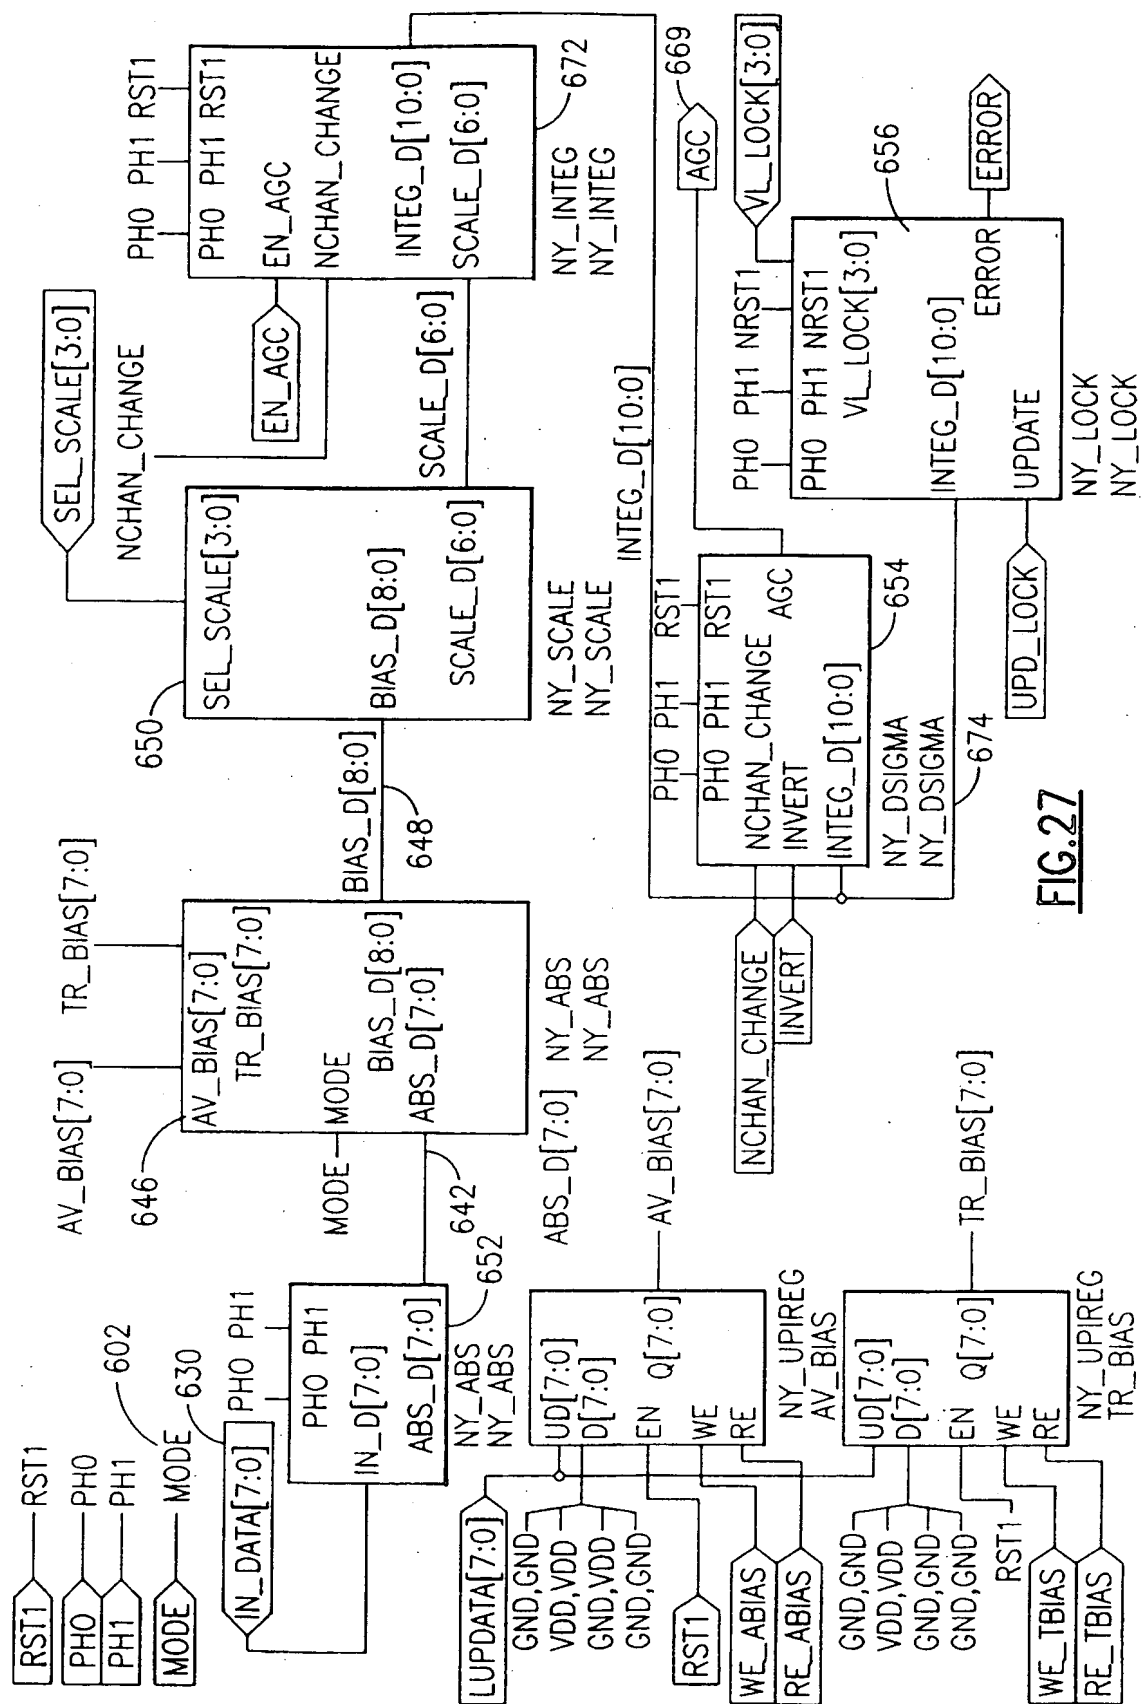 RST1 RST1
PH0 PH0
PH1 PH1
MODE MODE
602
630
IN_DATA[7:0]
PH0 PH1
PH0 PH1
IN_D[7:0]
ABS_D[7:0]
652
NY_ABS
NY_ABS
642
AV_BIAS[7:0]
TR_BIAS[7:0]
646
AV_BIAS[7:0]
TR_BIAS[7:0]
MODE
MODE
BIAS_D[8:0]
ABS_D[7:0]
NY_ABS
NY_ABS
ABS_D[7:0]
BIAS_D[8:0]
648
650
SEL_SCALE[3:0]
SEL_SCALE[3:0]
BIAS_D[8:0]
SCALE_D[6:0]
NY_SCALE
NY_SCALE
NCHAN_CHANGE
EN_AGC
SCALE_D[6:0]
PH0 PH1 RST1
PH0 PH1 RST1
EN_AGC
NCHAN_CHANGE
INTEG_D[10:0]
SCALE_D[6:0]
672
NY_INTEG
NY_INTEG
INTEG_D[10:0]
LUPDATA[7:0]
GND,GND
VDD,VDD
GND,VDD
GND,GND
RST1
WE_ABIAS
RE_ABIAS
UD[7:0]
D[7:0]
Q[7:0]
EN
WE
RE
AV_BIAS[7:0]
NY_UPIREG
AV_BIAS
GND,GND
VDD,VDD
GND,GND
GND,GND
RST1
WE_TBIAS
RE_TBIAS
UD[7:0]
D[7:0]
Q[7:0]
EN
WE
RE
TR_BIAS[7:0]
NY_UPIREG
TR_BIAS
NCHAN_CHANGE
INVERT
PH0 PH1 RST1
PH0 PH1 RST1
NCHAN_CHANGE
AGC
INVERT
INTEG_D[10:0]
654
NY_DSIGMA
NY_DSIGMA
674
AGC
669
VL_LOCK[3:0]
PH0 PH1 NRST1
PH0 PH1 NRST1
VL_LOCK[3:0]
656
INTEG_D[10:0]
ERROR
ERROR
UPDATE
UPD_LOCK
NY_LOCK
NY_LOCK
FIG.27